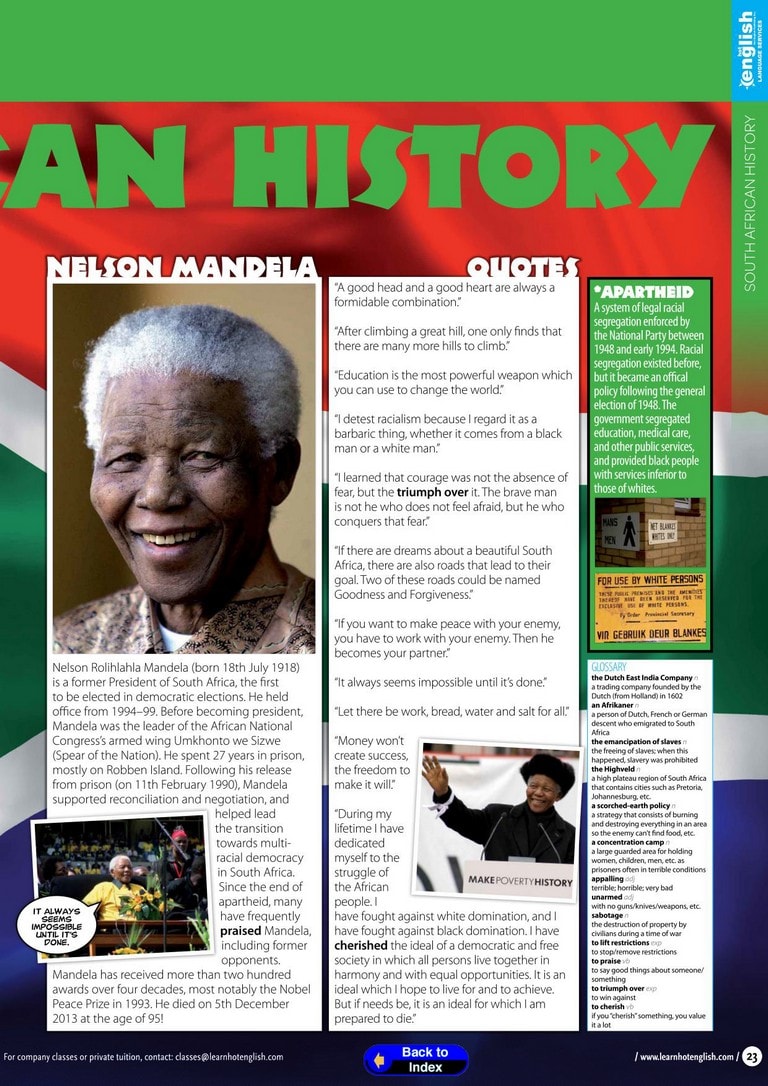 hot
english
LANGUAGE SERVICES
SOUTH AFRICAN HISTORY
CAN HISTORY
NELSON MANDELA
Nelson Rolihlahla Mandela (born 18th July 1918)
is a former President of South Africa, the first
to be elected in democratic elections. He held
office from 1994–99. Before becoming president,
Mandela was the leader of the African National
Congress's armed wing Umkhonto we Sizwe
(Spear of the Nation). He spent 27 years in prison,
mostly on Robben Island. Following his release
from prison (on 11th February 1990), Mandela
supported reconciliation and negotiation, and
helped lead
the transition
towards multi-
racial democracy
in South Africa.
Since the end of
apartheid, many
have frequently
praised Mandela,
including former
opponents.
Mandela has received more than two hundred
awards over four decades, most notably the Nobel
Peace Prize in 1993. He died on 5th December
2013 at the age of 95!
IT ALWAYS
SEEMS
IMPOSSIBLE
UNTIL IT'S
DONE.
QUOTES
“A good head and a good heart are always a
formidable combination.”
“After climbing a great hill, one only finds that
there are many more hills to climb.”
“Education is the most powerful weapon which
you can use to change the world.”
“I detest racialism because I regard it as a
barbaric thing, whether it comes from a black
man or a white man.”
“I learned that courage was not the absence of
fear, but the triumph over it. The brave man
is not he who does not feel afraid, but he who
conquers that fear.”
“If there are dreams about a beautiful South
Africa, there are also roads that lead to their
goal. Two of these roads could be named
Goodness and Forgiveness.”
“If you want to make peace with your enemy,
you have to work with your enemy. Then he
becomes your partner.”
“It always seems impossible until it's done.”
“Let there be work, bread, water and salt for all.”
“Money won't
create success,
the freedom to
make it will.”
“During my
lifetime I have
dedicated
myself to the
struggle of
the African
people. I
have fought against white domination, and I
have fought against black domination. I have
cherished the ideal of a democratic and free
society in which all persons live together in
harmony and with equal opportunities. It is an
ideal which I hope to live for and to achieve.
But if needs be, it is an ideal for which I am
prepared to die.”
MAKEPOVERTYHISTORY
*APARTHEID
A system of legal racial
segregation enforced by
the National Party between
1948 and early 1994. Racial
segregation existed before,
but it became an offical
policy following the general
election of 1948. The
government segregated
education, medical care,
and other public services,
and provided black people
with services inferior to
those of whites.
MANS
MEN
NET BLANKES
WHITES ONLY
FOR USE BY WHITE PERSONS
THESE PUBLIC PREMISES AND THE AMENITIES
THEREOF HAVE BEEN RESERVED FOR THE
EXCLUSIVE USE OF WHITE PERSONS.
By Order Provincial Secretary
VIR GEBRUIK DEUR BLANKES
GLOSSARY
the Dutch East India Company n
a trading company founded by the
Dutch (from Holland) in 1602
an Afrikaner n
a person of Dutch, French or German
descent who emigrated to South
Africa
the emancipation of slaves n
the freeing of slaves; when this
happened, slavery was prohibited
the Highveld n
a high plateau region of South Africa
that contains cities such as Pretoria,
Johannesburg, etc.
a scorched-earth policy n
a strategy that consists of burning
and destroying everything in an area
so the enemy can't find food, etc.
a concentration camp n
a large guarded area for holding
women, children, men, etc. as
prisoners often in terrible conditions
appalling adj
terrible; horrible; very bad
unarmed adj
with no guns/knives/weapons, etc.
sabotage n
the destruction of property by
civilians during a time of war
to lift restrictions exp
to stop/remove restrictions
to praise vb
to say good things about someone/
something
to triumph over exp
to win against
to cherish vb
if you “cherish” something, you value
it a lot
For company classes or private tuition, contact: classes@learnhotenglish.com
Back to
Index
/ www.learnhotenglish.com / 23